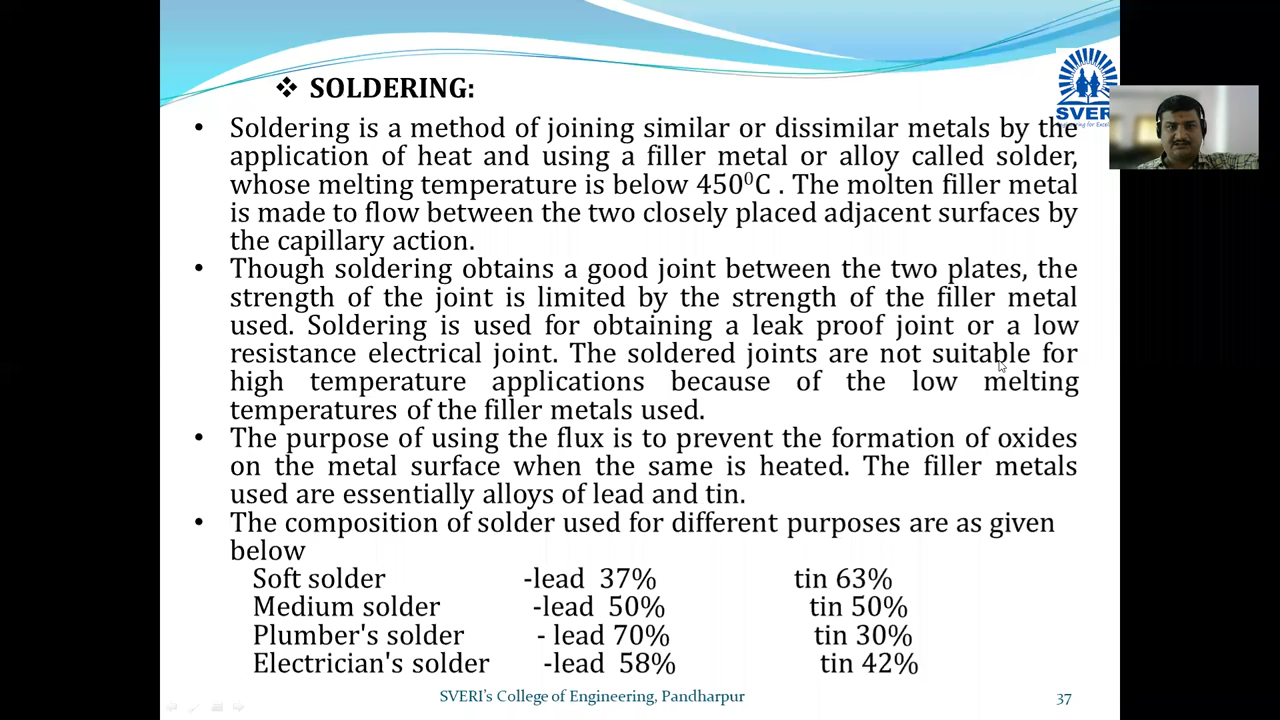 ❖ SOLDERING:
SVERI
• Soldering is a method of joining similar or dissimilar metals by the
application of heat and using a filler metal or alloy called solder,
whose melting temperature is below 450⁰C . The molten filler metal
is made to flow between the two closely placed adjacent surfaces by
the capillary action.
• Though soldering obtains a good joint between the two plates, the
strength of the joint is limited by the strength of the filler metal
used. Soldering is used for obtaining a leak proof joint or a low
resistance electrical joint. The soldered joints are not suitable for
high temperature applications because of the low melting
temperatures of the filler metals used.
• The purpose of using the flux is to prevent the formation of oxides
on the metal surface when the same is heated. The filler metals
used are essentially alloys of lead and tin.
• The composition of solder used for different purposes are as given
below
Soft solder -lead 37% tin 63%
Medium solder -lead 50% tin 50%
Plumber's solder - lead 70% tin 30%
Electrician's solder -lead 58% tin 42%
SVERI's College of Engineering, Pandharpur 37